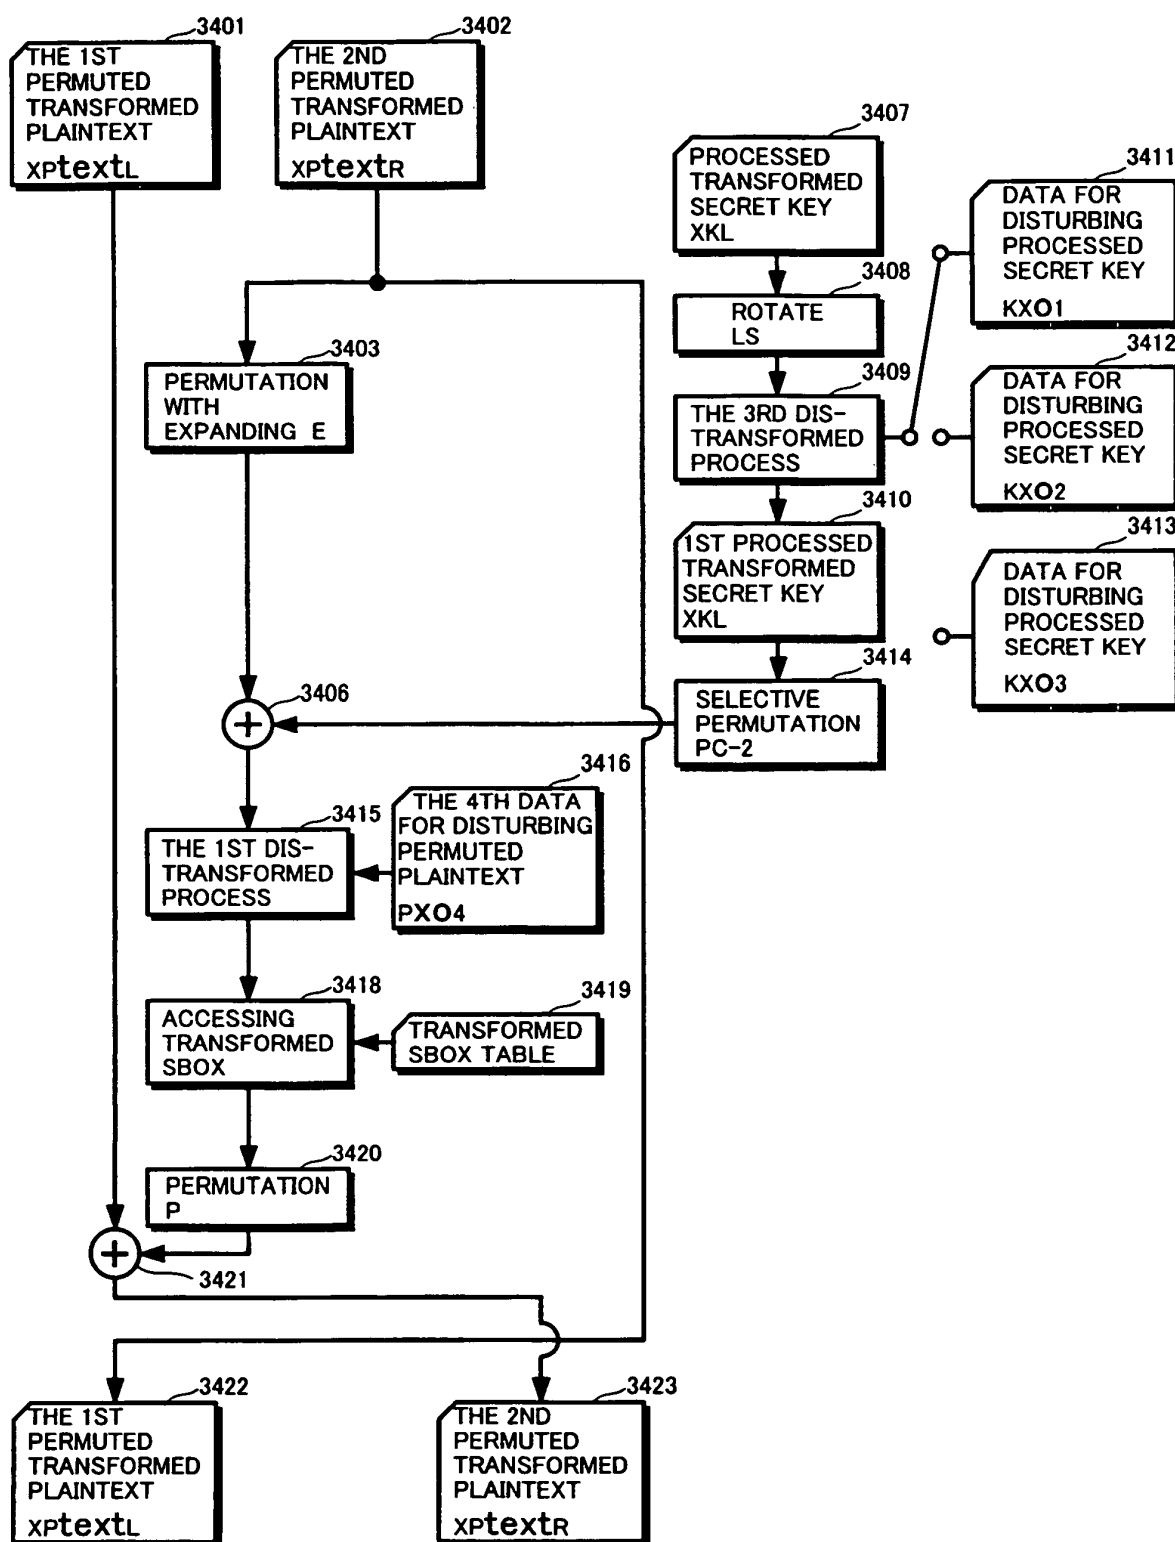 3401
THE 1ST
PERMUTED
TRANSFORMED
PLAINTEXT
XPtextL
3402
THE 2ND
PERMUTED
TRANSFORMED
PLAINTEXT
XPtextR
3407
PROCESSED
TRANSFORMED
SECRET KEY
XKL
3411
DATA FOR
DISTURBING
PROCESSED
SECRET KEY
KXO1
3408
ROTATE
LS
3403
PERMUTATION
WITH
EXPANDING E
3409
THE 3RD DIS-
TRANSFORMED
PROCESS
3412
DATA FOR
DISTURBING
PROCESSED
SECRET KEY
KXO2
3410
1ST PROCESSED
TRANSFORMED
SECRET KEY
XKL
3413
DATA FOR
DISTURBING
PROCESSED
SECRET KEY
KXO3
3406
+
3414
SELECTIVE
PERMUTATION
PC-2
3415
THE 1ST DIS-
TRANSFORMED
PROCESS
3416
THE 4TH DATA
FOR DISTURBING
PERMUTED
PLAINTEXT
PXO4
3418
ACCESSING
TRANSFORMED
SBOX
3419
TRANSFORMED
SBOX TABLE
3420
PERMUTATION
P
+
3421
3422
THE 1ST
PERMUTED
TRANSFORMED
PLAINTEXT
XPtextL
3423
THE 2ND
PERMUTED
TRANSFORMED
PLAINTEXT
XPtextR